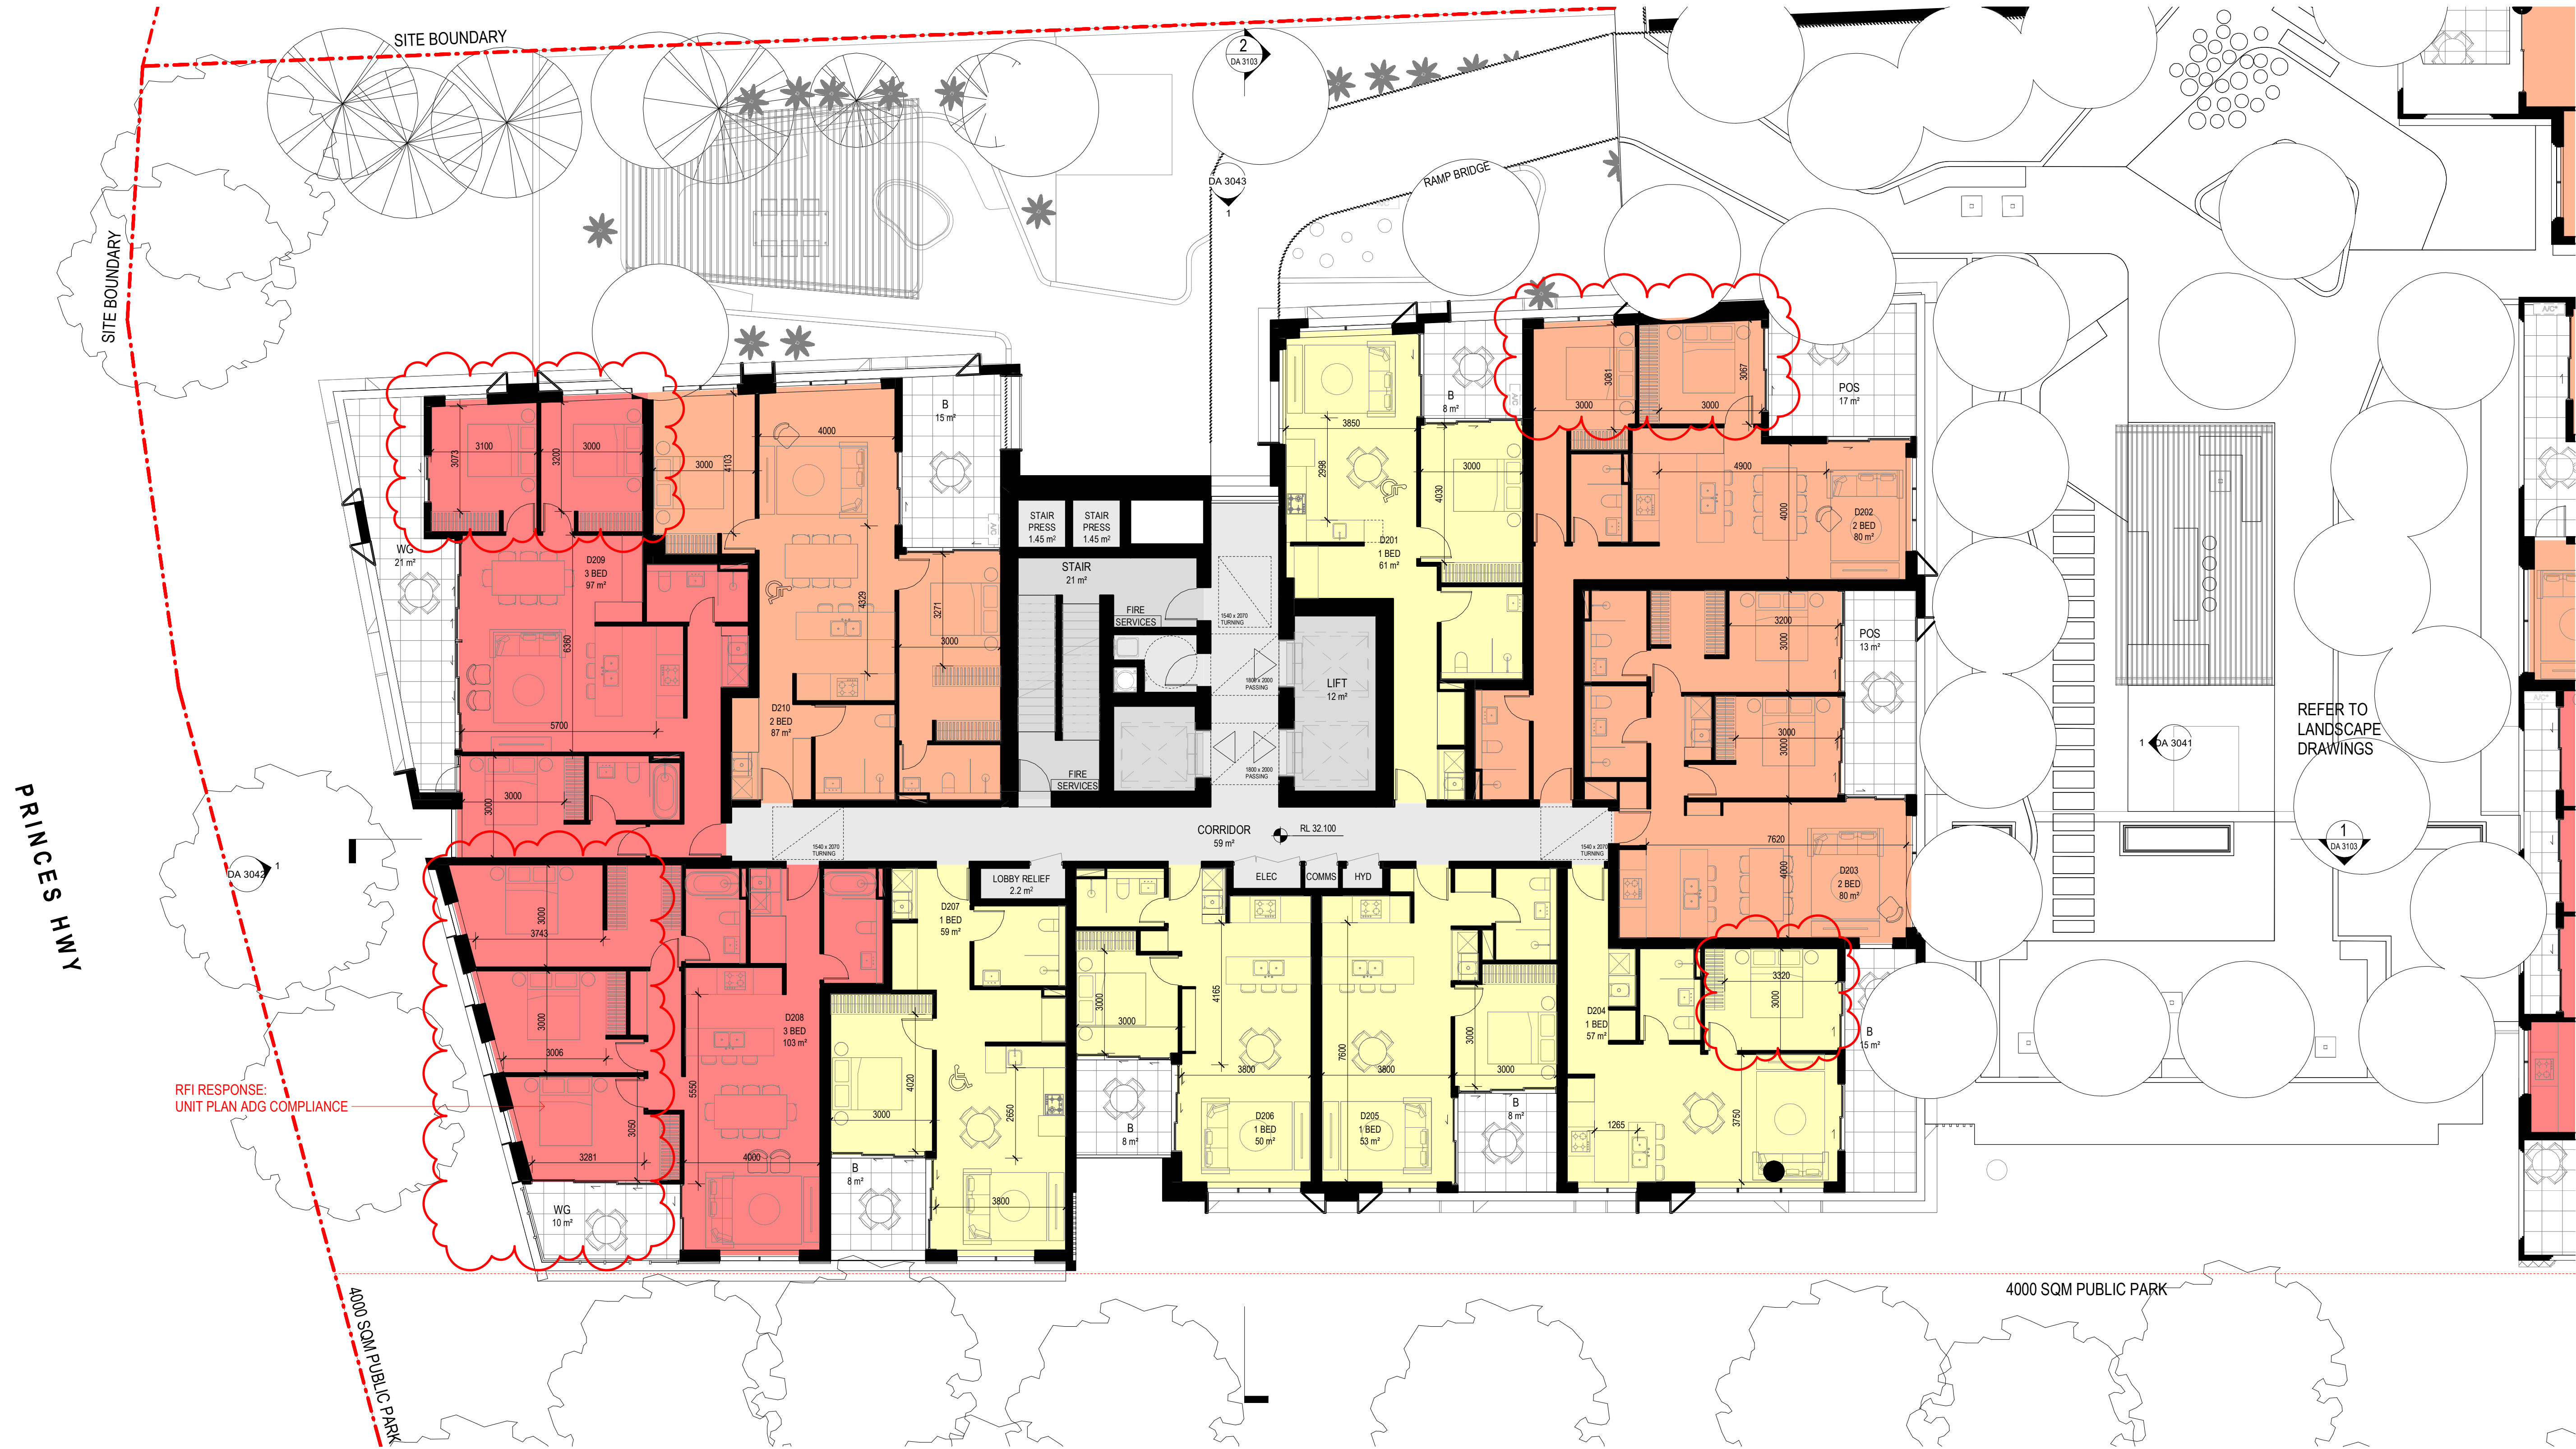 SITE BOUNDARY
2
DA 3103
DA 3043
1
RAMP BRIDGE
SITE BOUNDARY
POS
17 m²
B
8 m²
B
15 m²
3081
3067
3000
3000
3850
4000
4103
3000
3100
3000
3073
3200
2998
3000
4030
4900
4000
D202
2 BED
80 m²
D201
1 BED
61 m²
STAIR
PRESS
1.45 m²
STAIR
PRESS
1.45 m²
WG
21 m²
D209
3 BED
97 m²
STAIR
21 m²
FIRE
SERVICES
1540 x 2070
TURNING
4329
3271
3000
6360
5700
3200
3000
POS
13 m²
1800 x 2000
PASSING
LIFT
12 m²
D210
2 BED
87 m²
3000
3000
REFER TO
LANDSCAPE
DRAWINGS
1
DA 3041
1800 x 2000
PASSING
FIRE
SERVICES
3000
3000
PRINCES HWY
CORRIDOR
59 m²
RL 32.100
1540 x 2070
TURNING
1540 x 2070
TURNING
7620
4000
1
DA 3103
DA 3042
1
LOBBY RELIEF
2.2 m²
ELEC
COMMS
HYD
D203
2 BED
80 m²
D207
1 BED
59 m²
3000
3743
3000
3006
3320
3000
4165
3000
3000
7600
3800
3800
3000
3000
D204
1 BED
57 m²
B
15 m²
D208
3 BED
103 m²
5550
4020
3000
2650
RFI RESPONSE:
UNIT PLAN ADG COMPLIANCE
3050
3281
4000
B
8 m²
D206
1 BED
50 m²
D205
1 BED
53 m²
B
8 m²
1265
3750
B
8 m²
3800
WG
10 m²
4000 SQM PUBLIC PARK
4000 SQM PUBLIC PARK